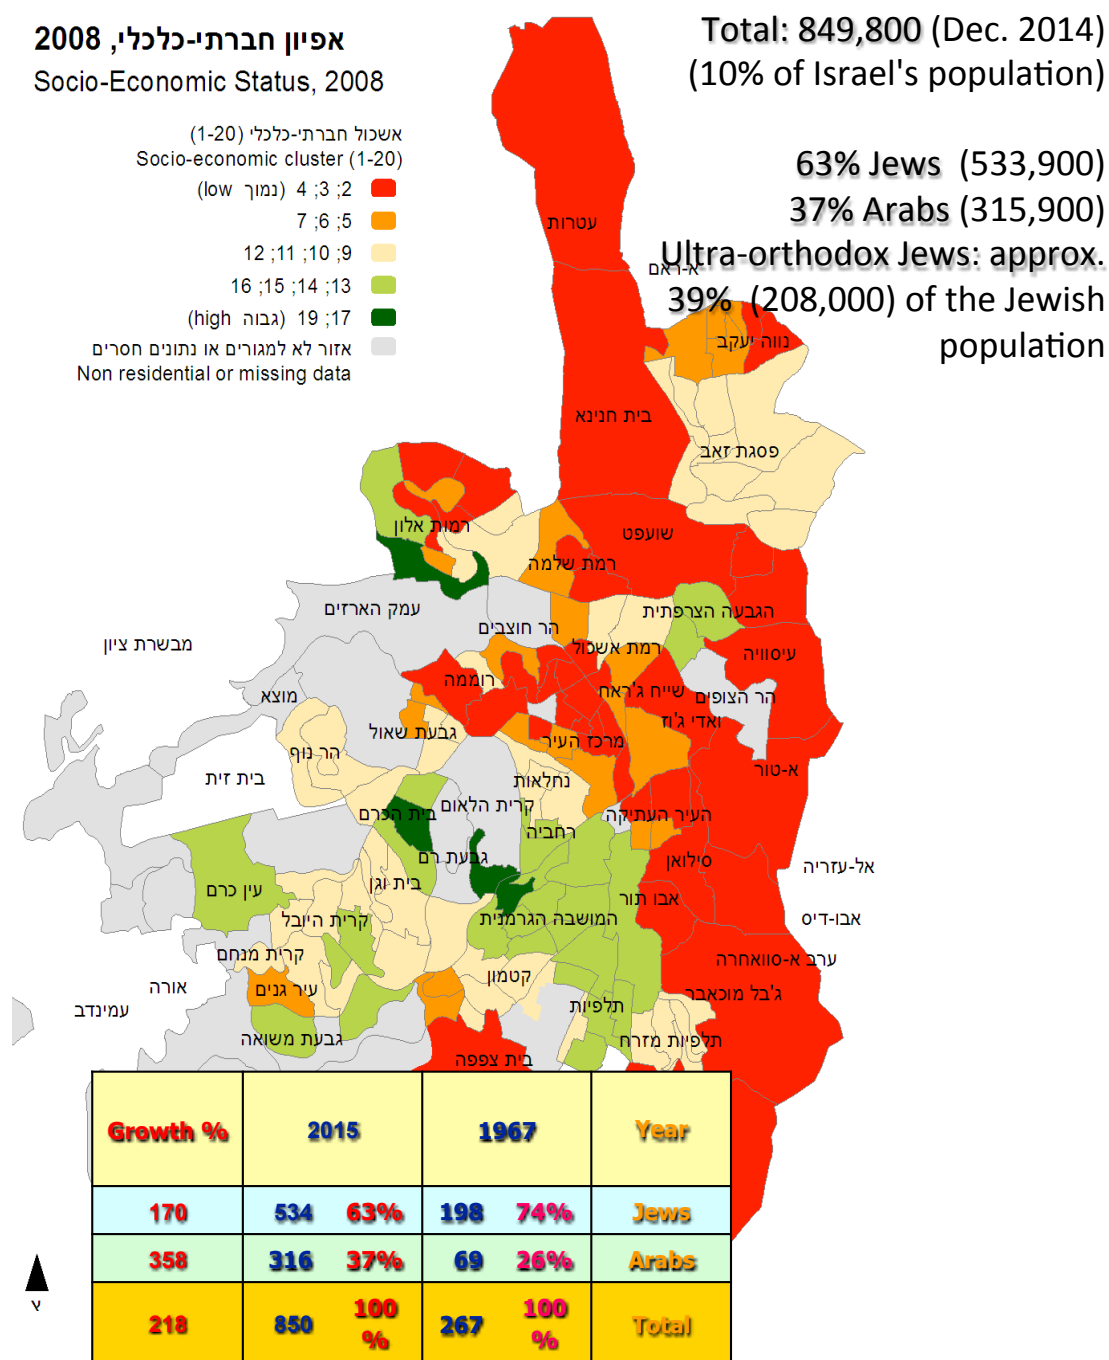 אפיון חברתי-כלכלי, 2008
Socio-Economic Status, 2008
אשכול חברתי-כלכלי (1-20)
Socio-economic cluster (1-20)
2; 3; 4 (נמוך low)
5; 6; 7
9; 10; 11; 12
13; 14; 15; 16
17; 19 (גבוה high)
אזור לא למגורים או נתונים חסרים
Non residential or missing data
Total: 849,800 (Dec. 2014)
(10% of Israel's population)
63% Jews (533,900)
37% Arabs (315,900)
Ultra-orthodox Jews: approx.
39% (208,000) of the Jewish
population
עטרות
א-ראם
נווה יעקב
בית חנינא
פסגת זאב
רמות אלון
שועפט
רמת שלמה
עמק הארזים
הגבעה הצרפתית
הר חוצבים
מבשרת ציון
רמת אשכול
עיסוויה
רוממה
שייח ג'ראח
הר הצופים
מוצא
ואדי ג'וז
גבעת שאול
מרכז העיר
הר נוף
א-טור
בית זית
נחלאות
קרית הלאום
בית הכרם
העיר העתיקה
רחביה
גבעת רם
סילואן
אל-עזריה
בית וגן
עין כרם
אבו תור
קרית היובל
המושבה הגרמנית
אבו-דיס
קרית מנחם
ערב א-סוואחרה
קטמון
אורה
עיר גנים
ג'בל מוכאבר
עמינדב
תלפיות
גבעת משואה
תלפיות מזרח
בית צפפה
Growth % 2015 1967 Year
170 534 63% 198 74% Jews
358 316 37% 69 26% Arabs
218 850 100 % 267 100 % Total